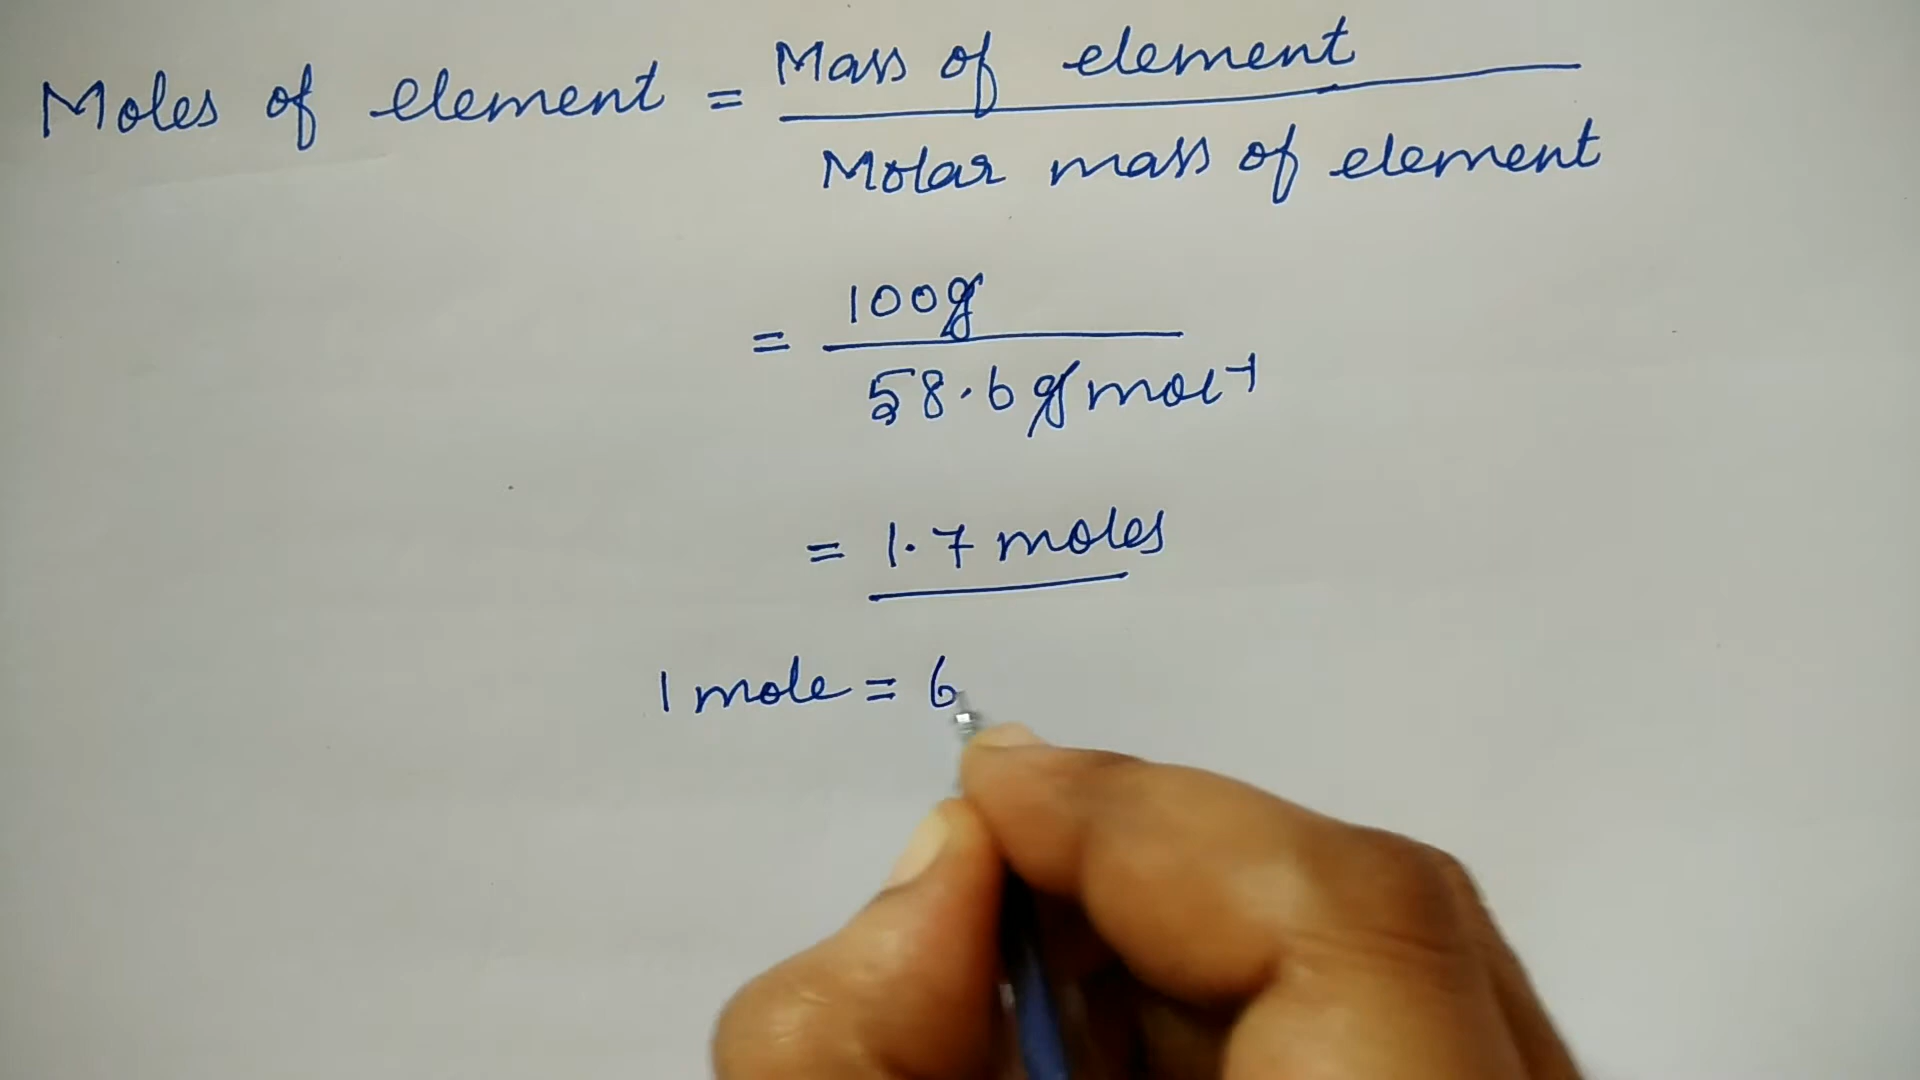 Moles of element = Mass of element
Molar mass of element
= 100g
58.6 g mol-1
= 1.7 moles
1 mole = 6